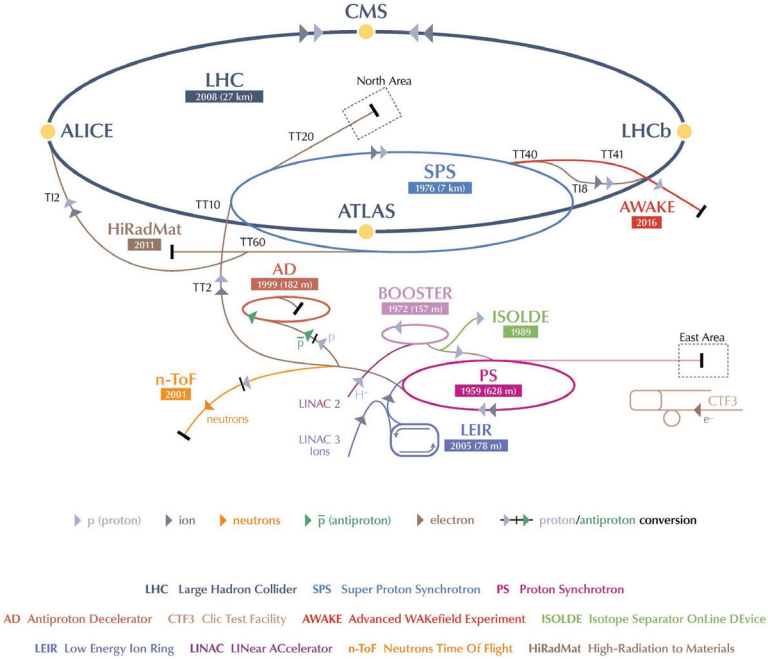 CMS
LHC
2008 (27 km)
North Area
ALICE
LHCb
TT20
TT40
TT41
SPS
1976 (7 km)
TI2
TT10
TI8
ATLAS
AWAKE
2016
HiRadMat
2011
TT60
AD
1999 (182 m)
TT2
BOOSTER
1972 (157 m)
ISOLDE
1989
p̅
p
East Area
n-ToF
2001
PS
1959 (628 m)
H⁺
neutrons
LINAC 2
CTF3
e⁻
LINAC 3
Ions
LEIR
2005 (78 m)
p (proton) ion neutrons p̅ (antiproton) electron proton/antiproton conversion
LHC Large Hadron Collider SPS Super Proton Synchrotron PS Proton Synchrotron
AD Antiproton Decelerator CTF3 Clic Test Facility AWAKE Advanced WAKefield Experiment ISOLDE Isotope Separator OnLine DEvice
LEIR Low Energy Ion Ring LINAC LINear ACcelerator n-ToF Neutrons Time Of Flight HiRadMat High-Radiation to Materials